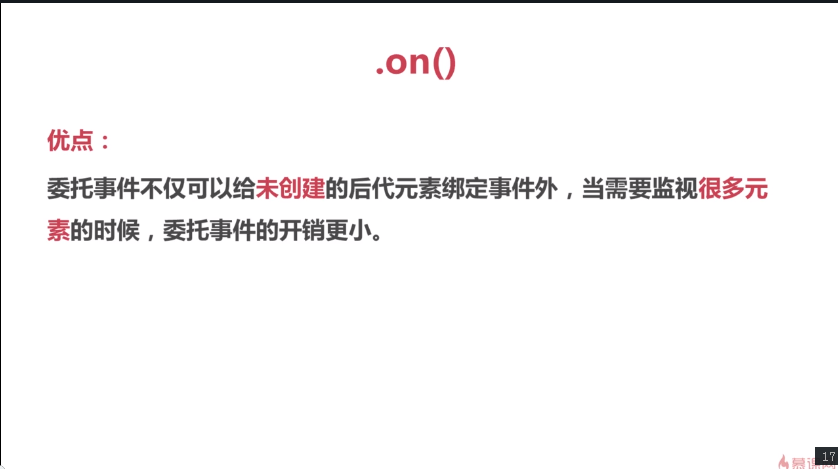 .on()
优点：
委托事件不仅可以给未创建的后代元素绑定事件外，当需要监视很多元
素的时候，委托事件的开销更小。
17